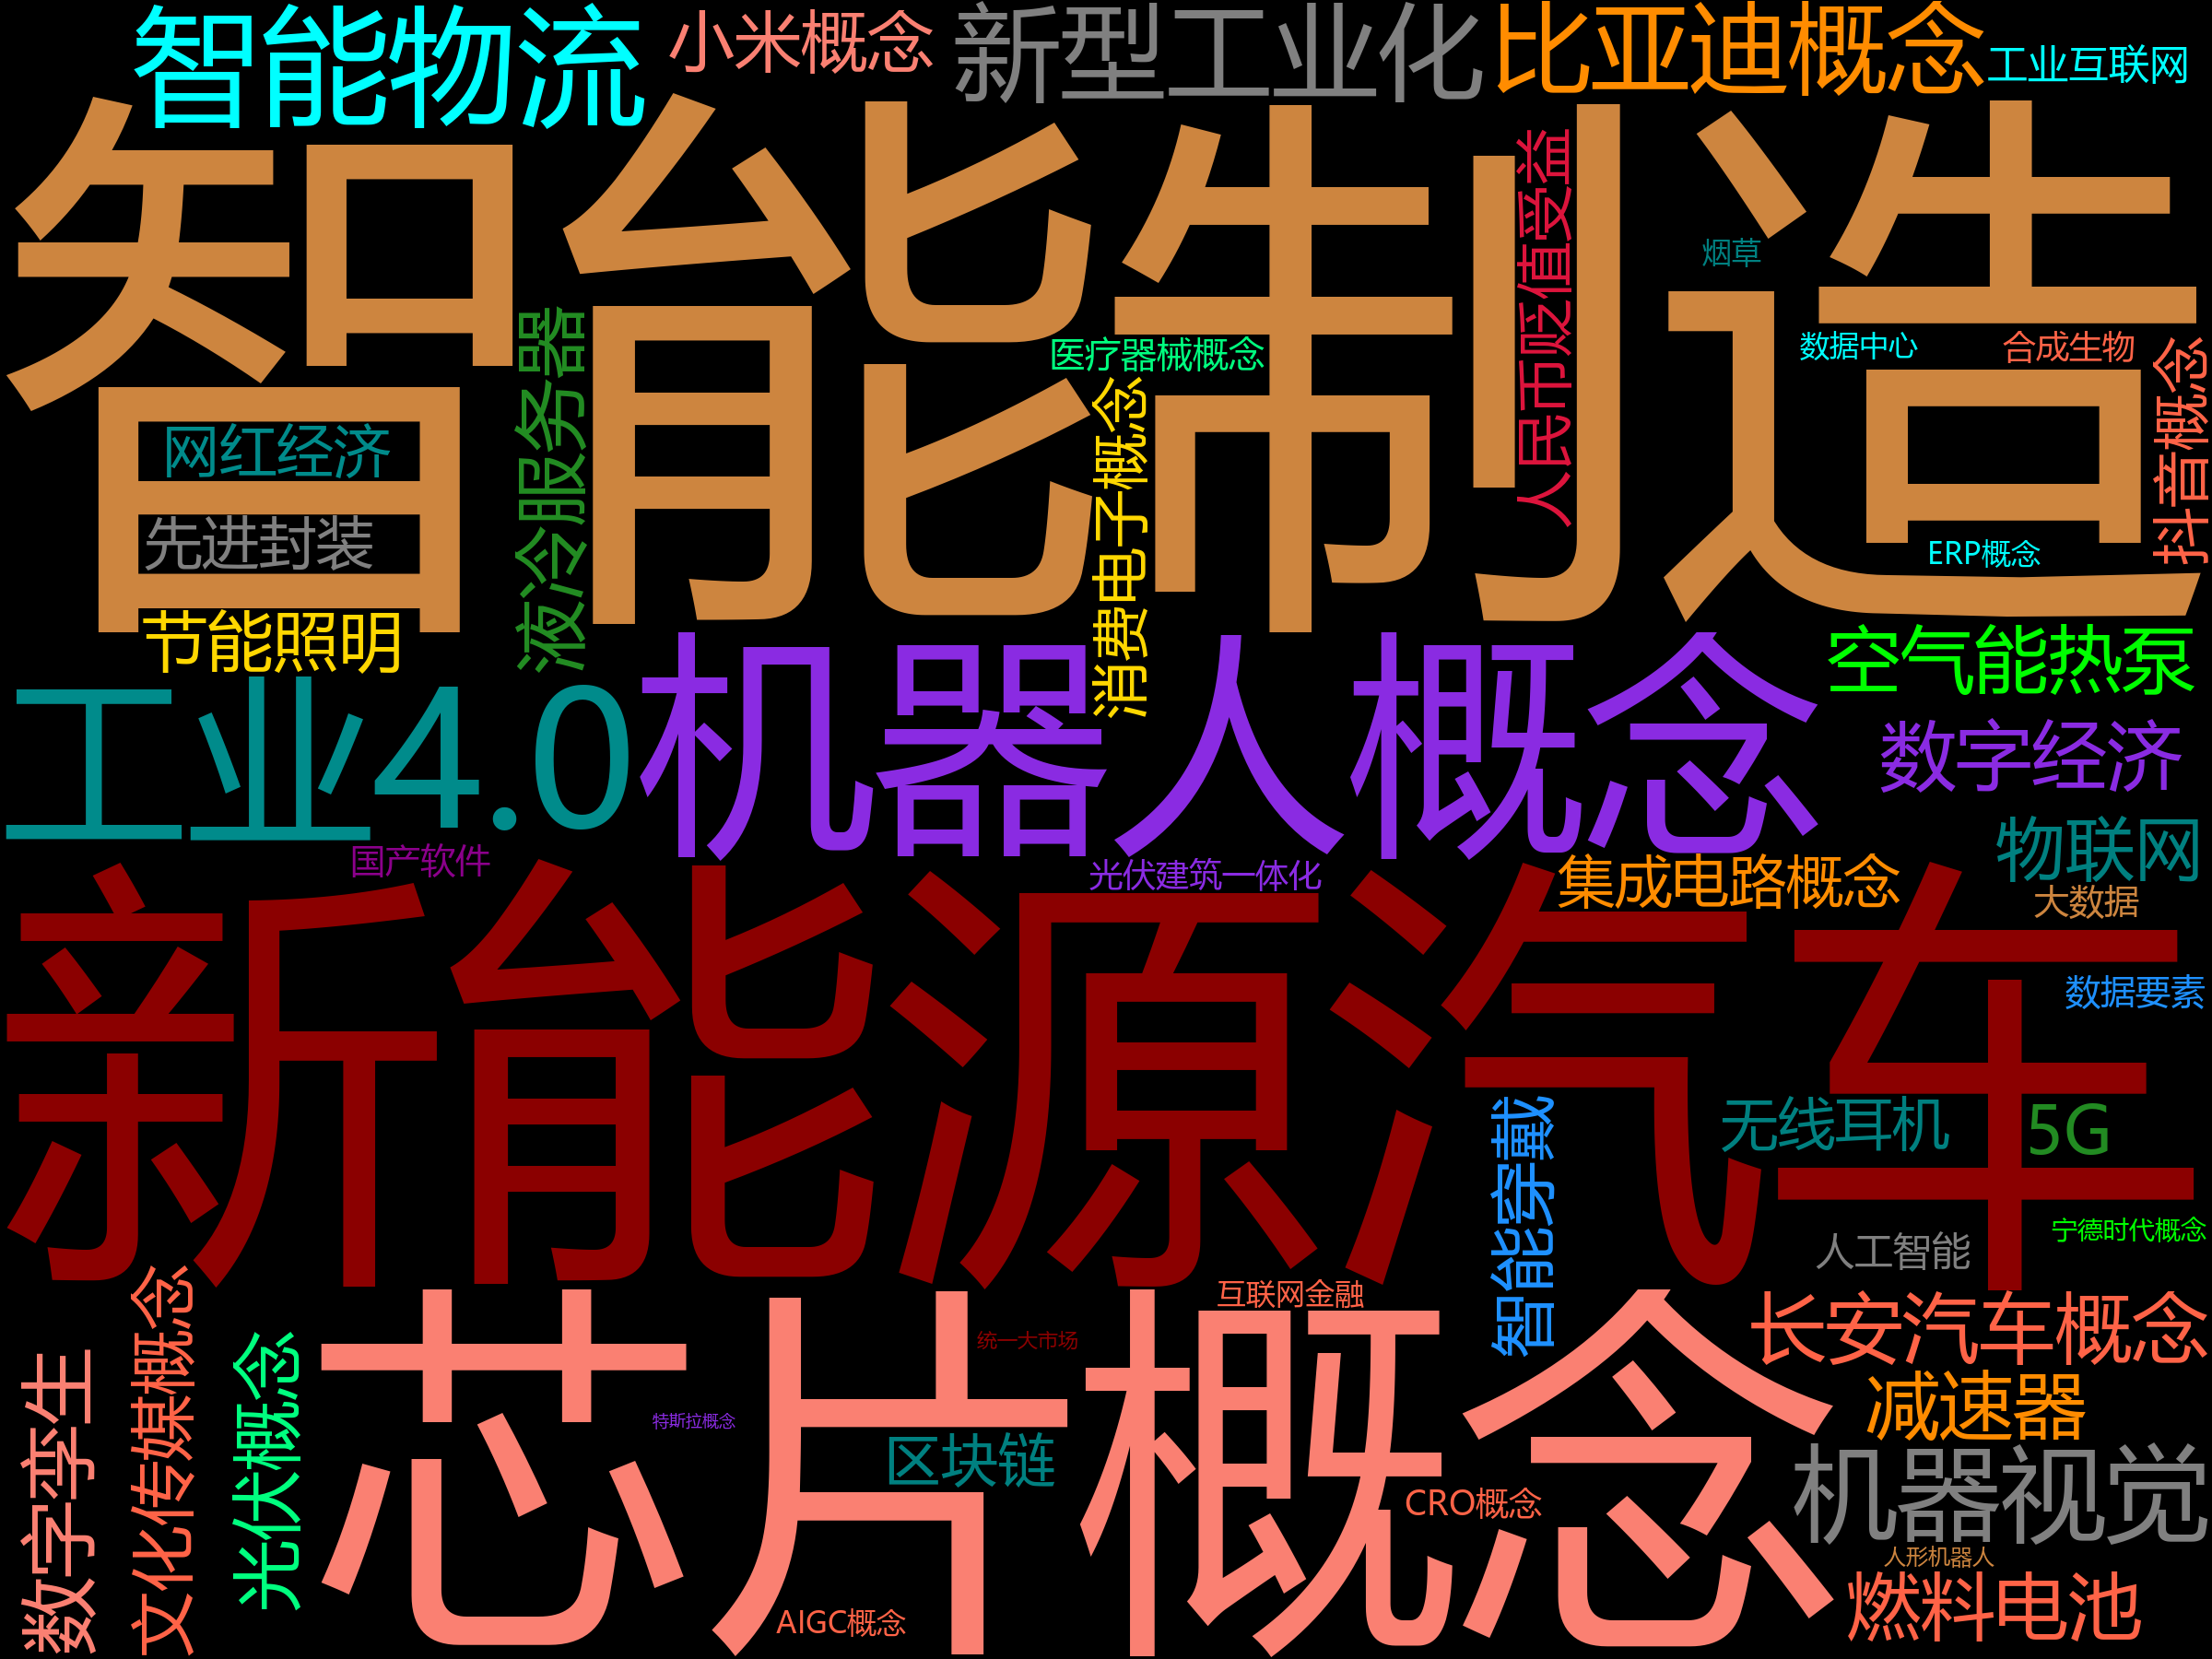 智能物流
小米概念
新型工业化
比亚迪概念
工业互联网
智能制造
人民币贬值受益
烟草
医疗器械概念
数据中心
合成生物
抖音概念
液冷服务器
消费电子概念
网红经济
先进封装
ERP概念
节能照明
空气能热泵
工业4.0
机器人概念
数字经济
国产软件
光伏建筑一体化
集成电路概念
物联网
大数据
新能源汽车
数据要素
智能穿戴
无线耳机
5G
宁德时代概念
人工智能
互联网金融
长安汽车概念
数字孪生
文化传媒概念
光伏概念
芯片概念
统一大市场
特斯拉概念
区块链
减速器
机器视觉
CRO概念
人形机器人
燃料电池
AIGC概念